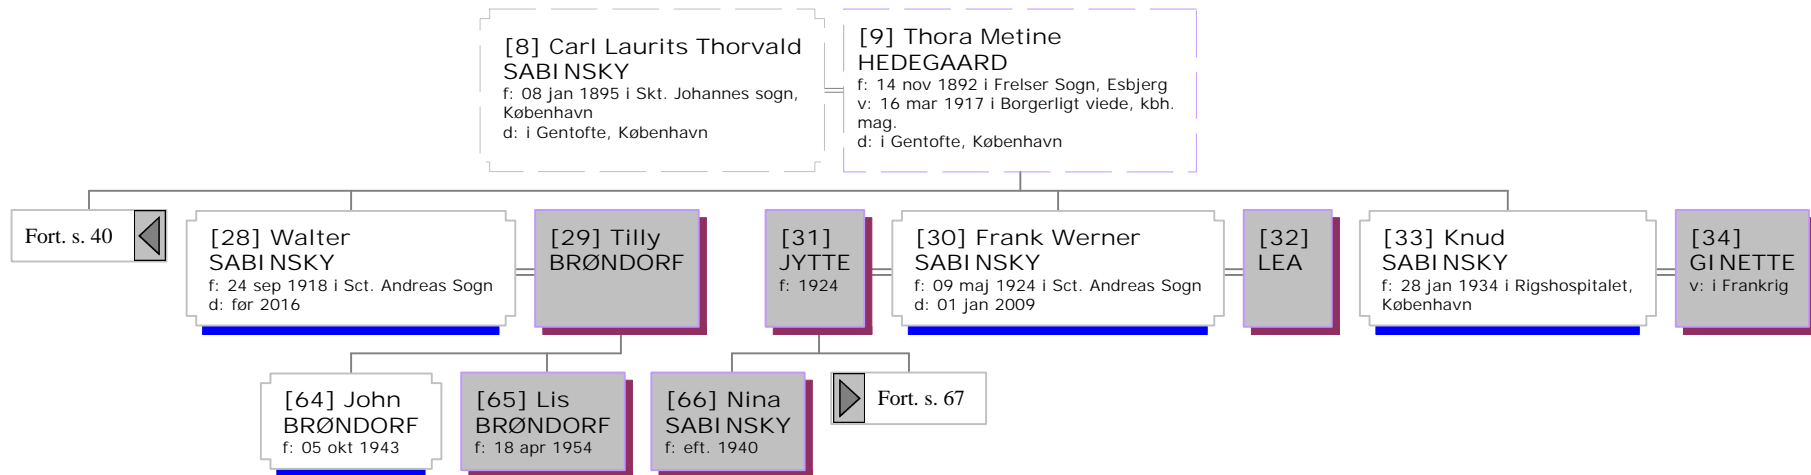 [8] Carl Laurits Thorvald
SABINSKY
f: 08 jan 1895 i Skt. Johannes sogn,
København
d: i Gentofte, København
[9] Thora Metine
HEDEGAARD
f: 14 nov 1892 i Frelser Sogn, Esbjerg
v: 16 mar 1917 i Borgerligt viede, kbh.
mag.
d: i Gentofte, København
Fort. s. 40
[28] Walter
SABINSKY
f: 24 sep 1918 i Sct. Andreas Sogn
d: før 2016
[29] Tilly
BRØNDORF
[31]
JYTTE
f: 1924
[30] Frank Werner
SABINSKY
f: 09 maj 1924 i Sct. Andreas Sogn
d: 01 jan 2009
[32]
LEA
[33] Knud
SABINSKY
f: 28 jan 1934 i Rigshospitalet,
København
[34]
GINETTE
v: i Frankrig
[64] John
BRØNDORF
f: 05 okt 1943
[65] Lis
BRØNDORF
f: 18 apr 1954
[66] Nina
SABINSKY
f: eft. 1940
Fort. s. 67